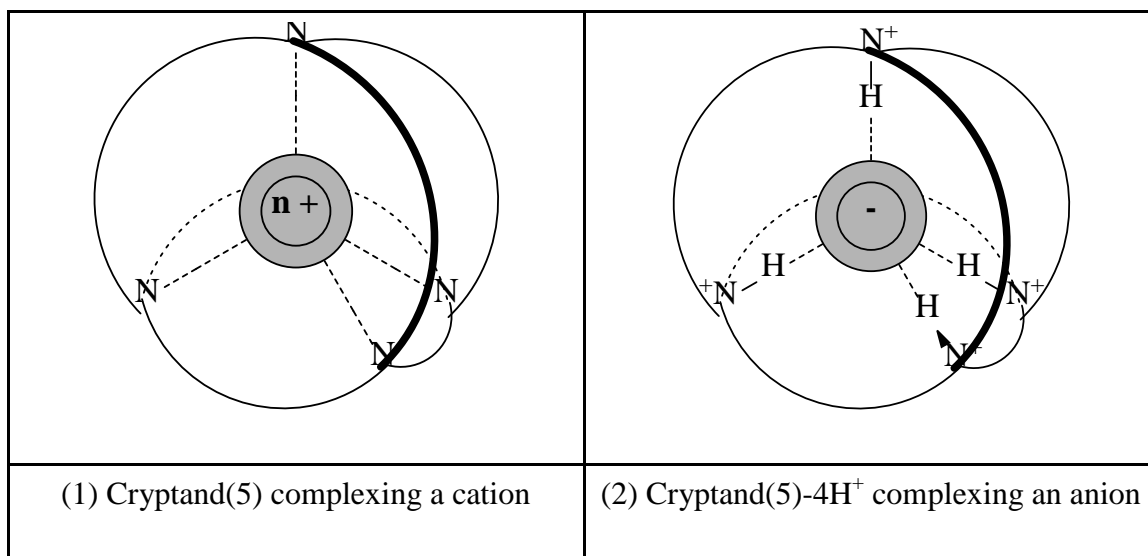 N
n +
N
N
N
N⁺
H
-
H
H
⁺N
H
N⁺
N⁺
(1) Cryptand(5) complexing a cation
(2) Cryptand(5)-4H⁺ complexing an anion